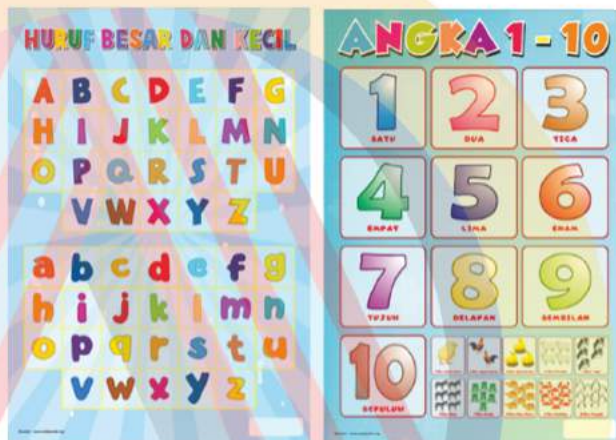 HURUF BESAR DAN KECIL
A B C D E F G
H I J K L M N
O P Q R S T U
V W X Y Z
a b c d e f g
h i j k l m n
o p q r s t u
v w x y z
ANGKA 1 - 10
1 2 3
SATU DUA TIGA
4 5 6
EMPAT LIMA ENAM
7 8 9
TUJUH DELAPAN SEMBILAN
10
SEPULUH